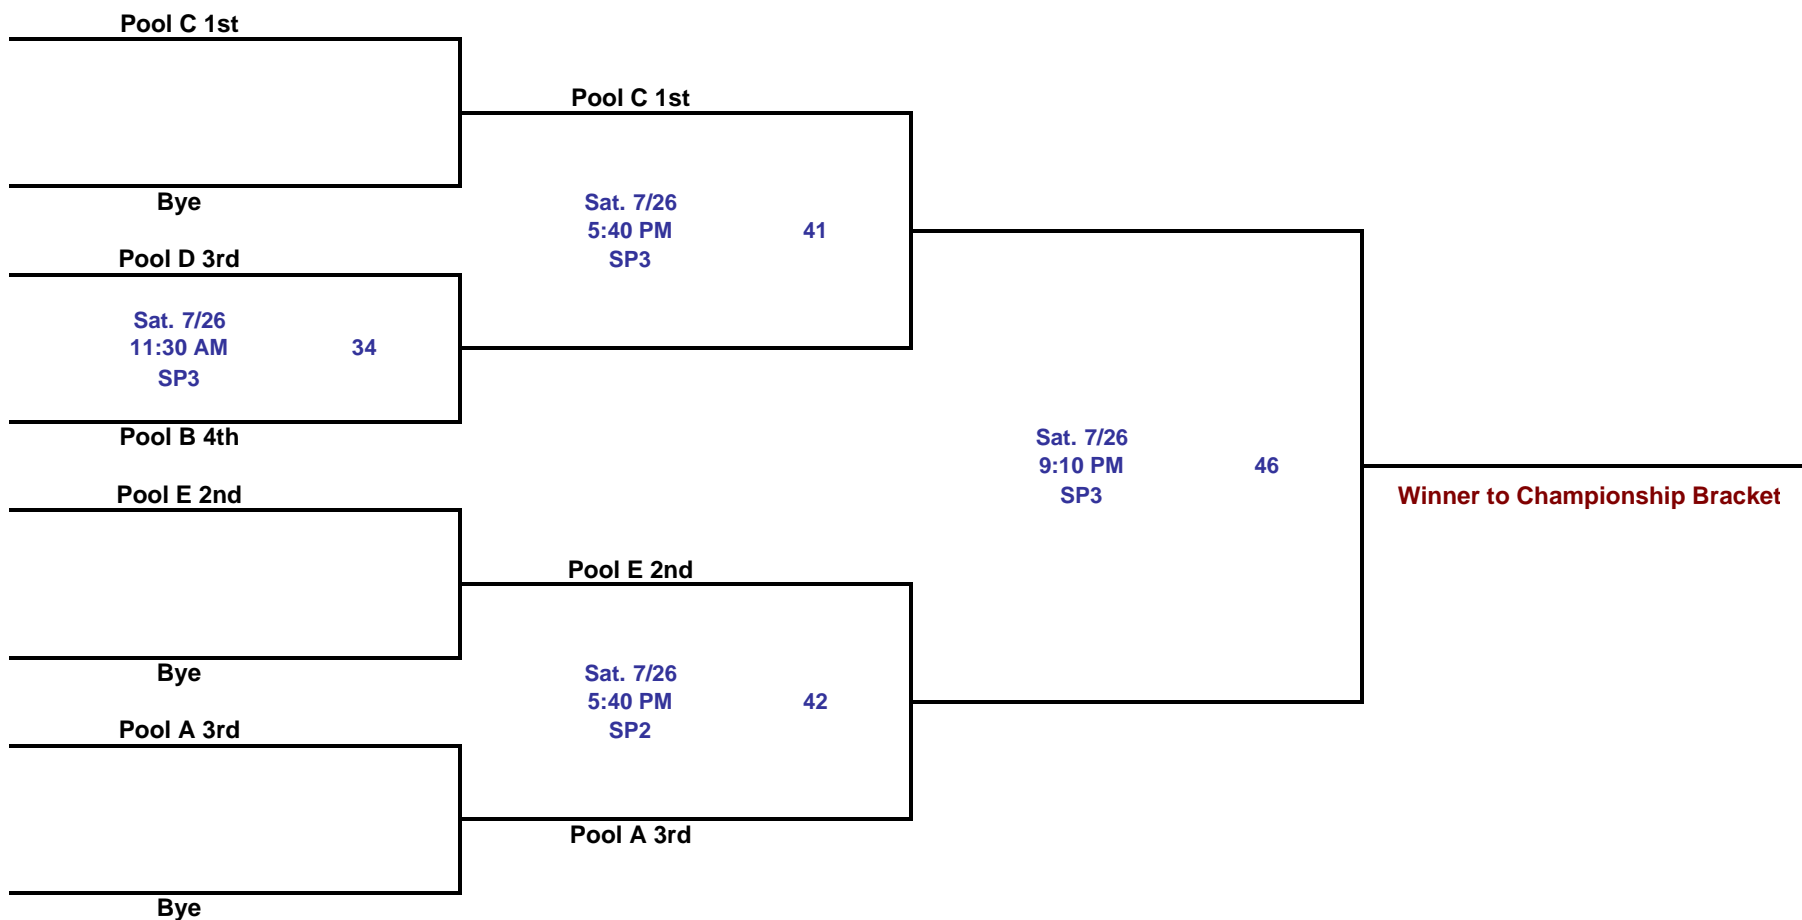 Pool C 1st
Pool C 1st
Bye
Sat. 7/26
5:40 PM 41
SP3
Pool D 3rd
Sat. 7/26
11:30 AM 34
SP3
Pool B 4th
Sat. 7/26
9:10 PM 46
SP3
Winner to Championship Bracket
Pool E 2nd
Pool E 2nd
Bye
Sat. 7/26
5:40 PM 42
SP2
Pool A 3rd
Pool A 3rd
Bye